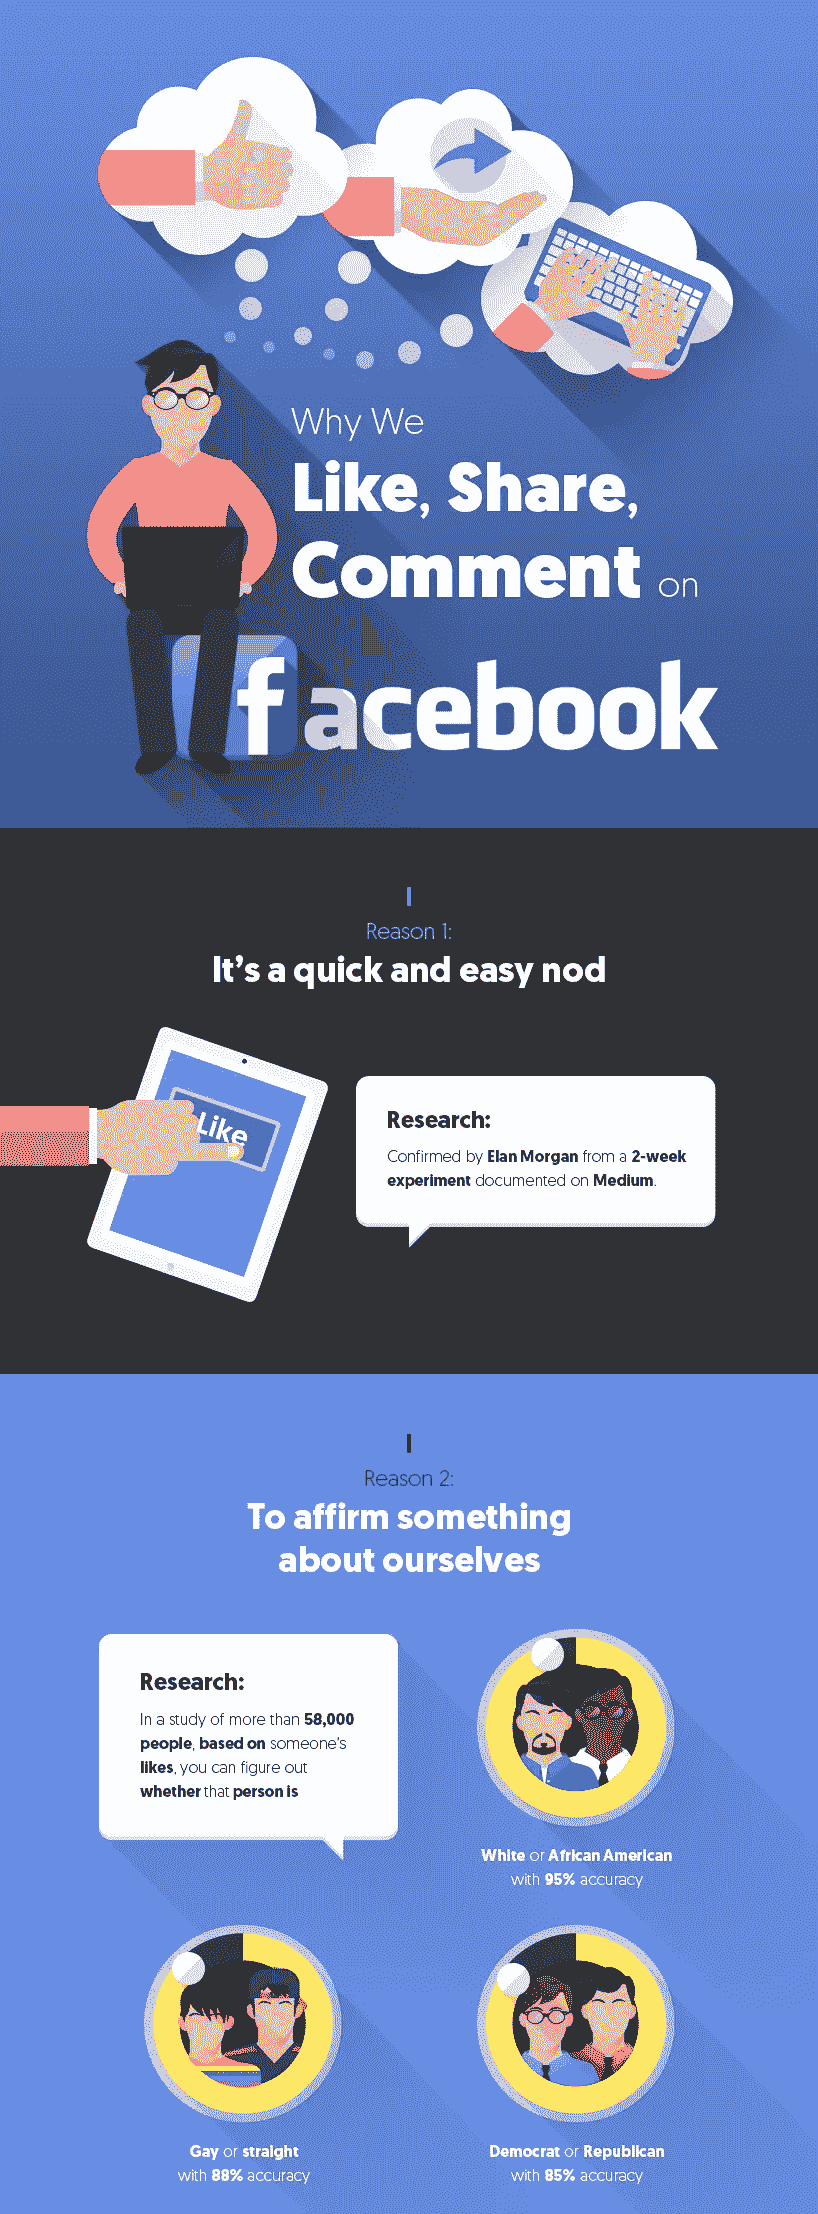 Why We
Like, Share,
Comment on
facebook
Reason 1:
It's a quick and easy nod
Like
Research:
Confirmed by Elan Morgan from a 2-week
experiment documented on Medium.
Reason 2:
To affirm something
about ourselves
Research:
In a study of more than 58,000
people, based on someone's
likes, you can figure out
whether that person is
White or African American
with 95% accuracy
Gay or straight
with 88% accuracy
Democrat or Republican
with 85% accuracy